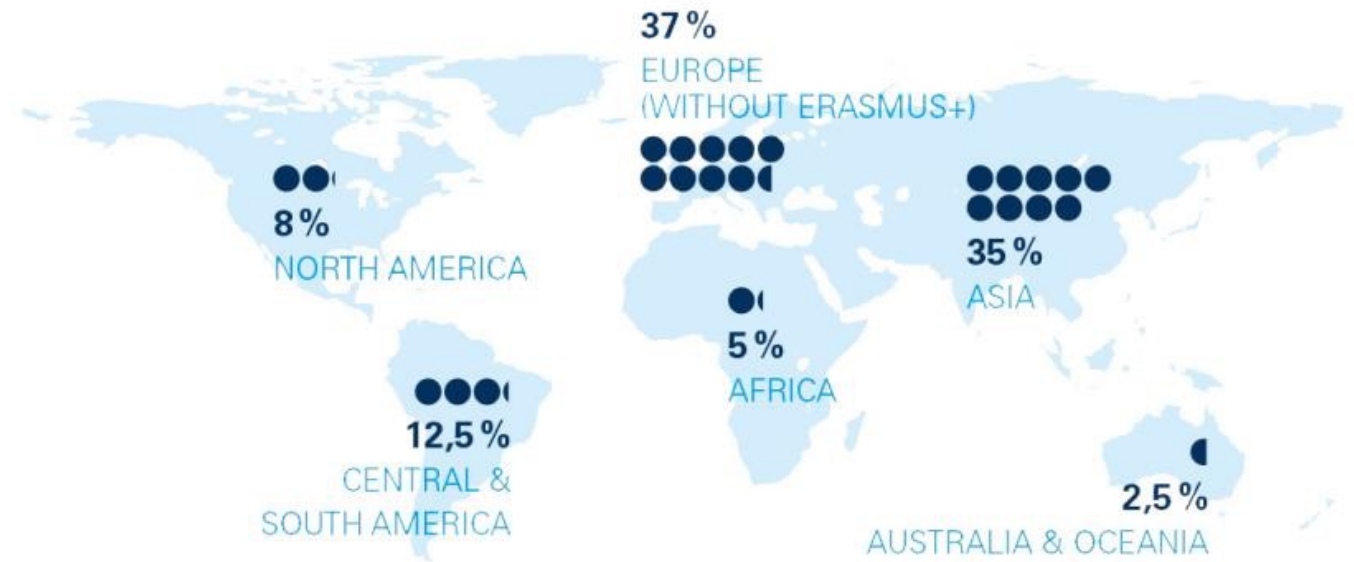 37 %
EUROPE
(WITHOUT ERASMUS+)
8 %
NORTH AMERICA
35 %
ASIA
5 %
AFRICA
12,5 %
CENTRAL &
SOUTH AMERICA
2,5 %
AUSTRALIA & OCEANIA